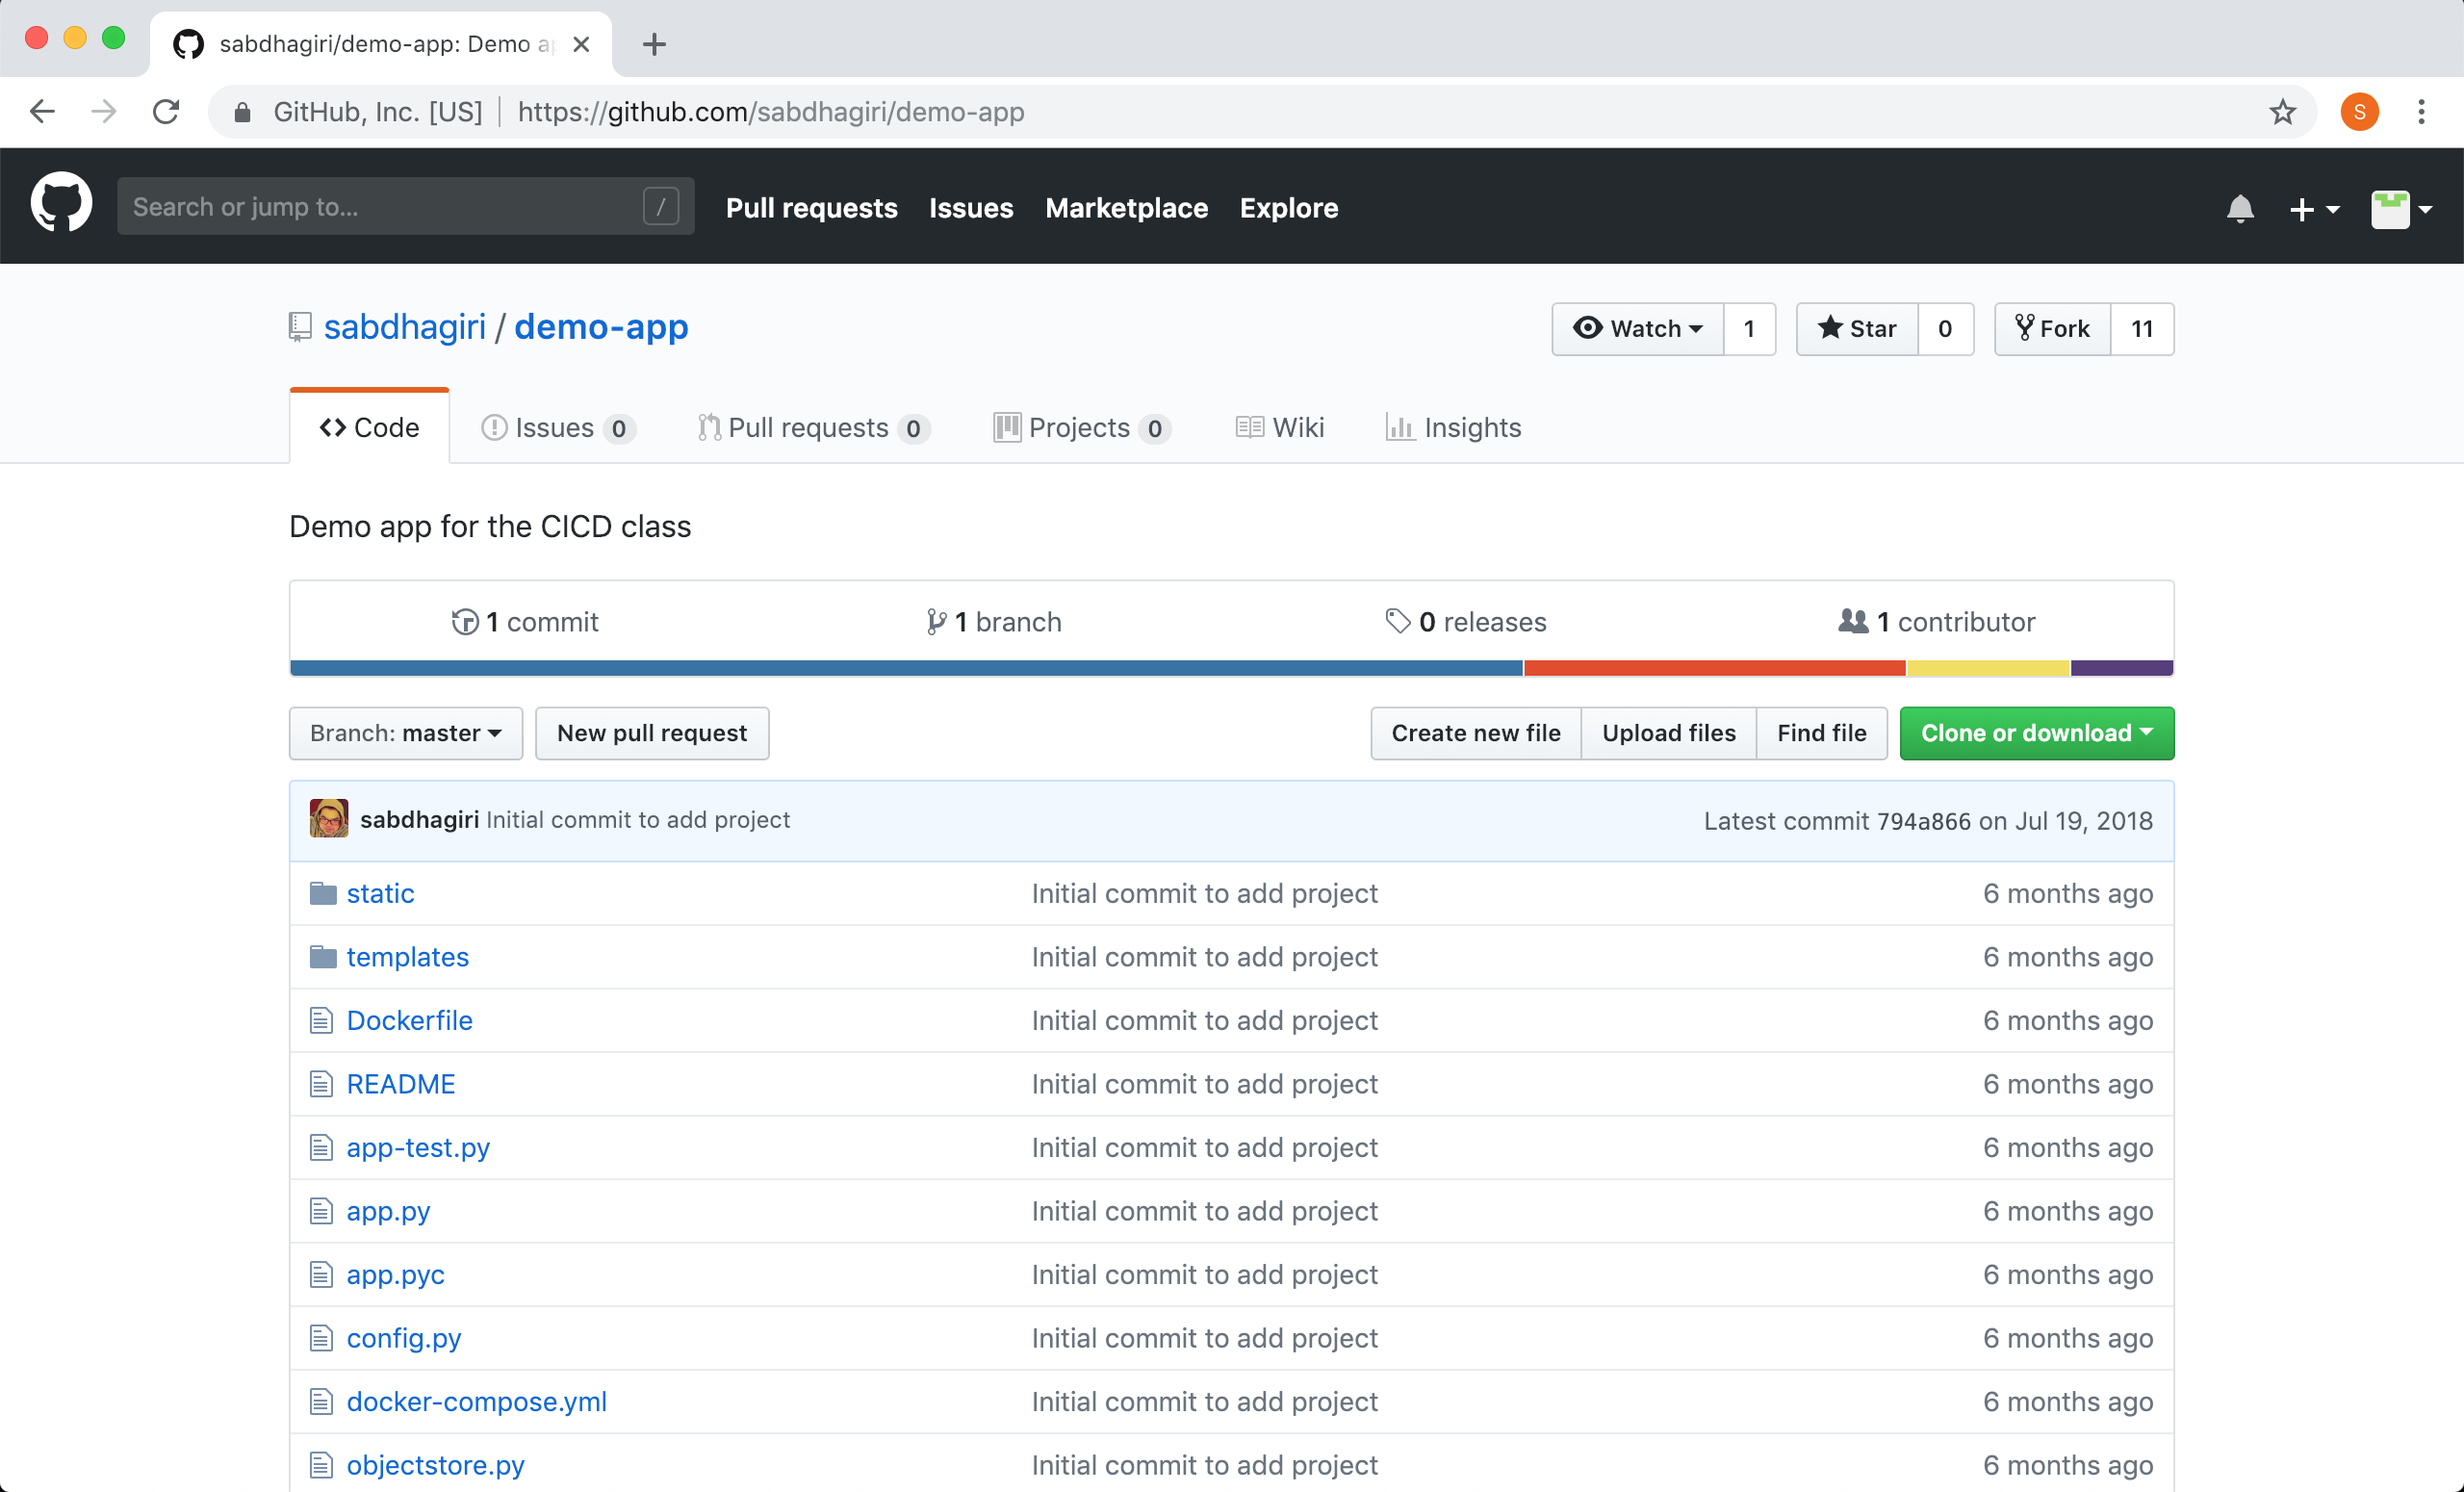 sabdhagiri/demo-app: Demo ap
GitHub, Inc. [US] https://github.com/sabdhagiri/demo-app S
Search or jump to... / Pull requests Issues Marketplace Explore
sabdhagiri / demo-app Watch 1 Star 0 Fork 11
Code Issues 0 Pull requests 0 Projects 0 Wiki Insights
Demo app for the CICD class
1 commit 1 branch 0 releases 1 contributor
Branch: master New pull request Create new file Upload files Find file Clone or download
sabdhagiri Initial commit to add project Latest commit 794a866 on Jul 19, 2018
static Initial commit to add project 6 months ago
templates Initial commit to add project 6 months ago
Dockerfile Initial commit to add project 6 months ago
README Initial commit to add project 6 months ago
app-test.py Initial commit to add project 6 months ago
app.py Initial commit to add project 6 months ago
app.pyc Initial commit to add project 6 months ago
config.py Initial commit to add project 6 months ago
docker-compose.yml Initial commit to add project 6 months ago
objectstore.py Initial commit to add project 6 months ago